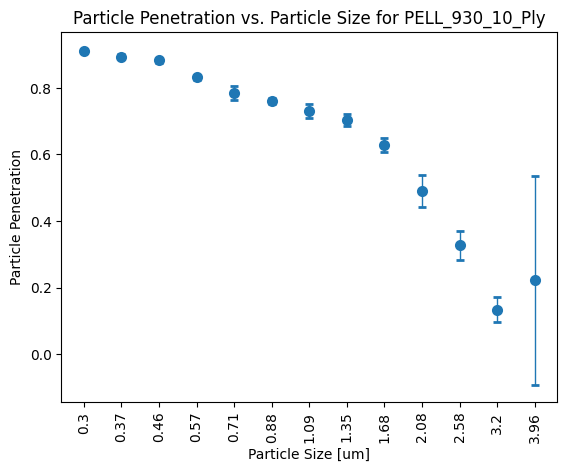 Particle Penetration vs. Particle Size for PELL_930_10_Ply
Particle Penetration
0.8
0.6
0.4
0.2
0.0
0.3 0.37 0.46 0.57 0.71 0.88 1.09 1.35 1.68 2.08 2.58 3.2 3.96
Particle Size [um]